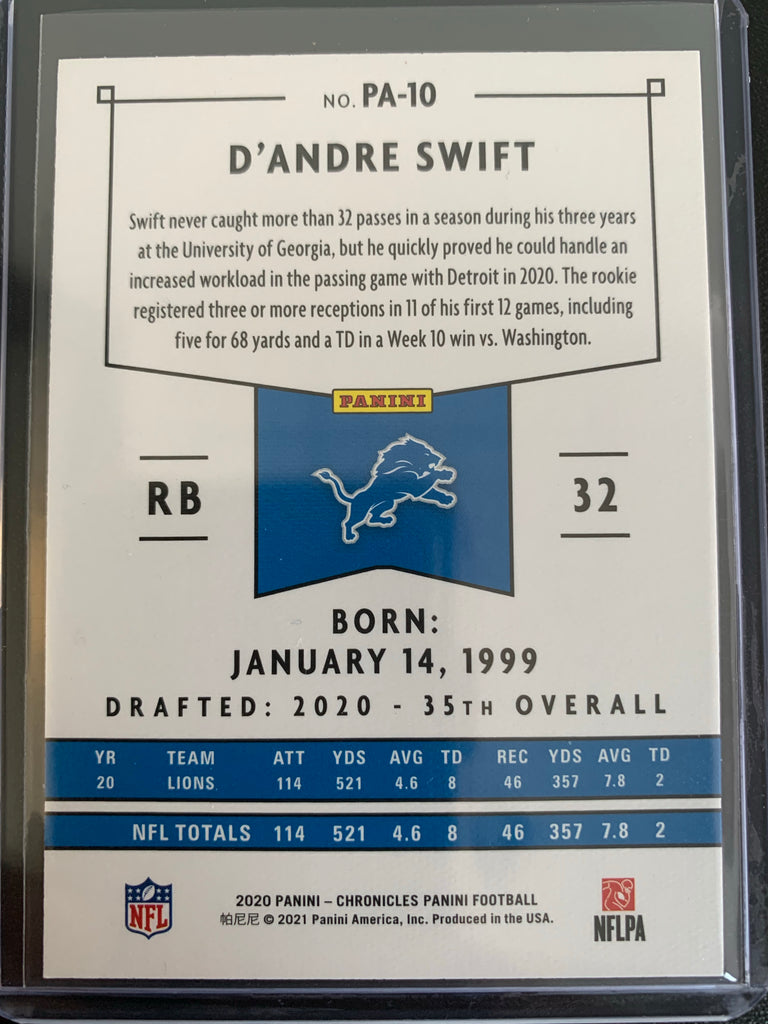 NO. PA-10
D'ANDRE SWIFT
Swift never caught more than 32 passes in a season during his three years
at the University of Georgia, but he quickly proved he could handle an
increased workload in the passing game with Detroit in 2020. The rookie
registered three or more receptions in 11 of his first 12 games, including
five for 68 yards and a TD in a Week 10 win vs. Washington.
PANINI
RB
32
BORN:
JANUARY 14, 1999
DRAFTED: 2020 - 35TH OVERALL
YR TEAM ATT YDS AVG TD REC YDS AVG TD
20 LIONS 114 521 4.6 8 46 357 7.8 2
NFL TOTALS 114 521 4.6 8 46 357 7.8 2
NFL
2020 PANINI – CHRONICLES PANINI FOOTBALL
帕尼尼 © 2021 Panini America, Inc. Produced in the USA.
NFLPA